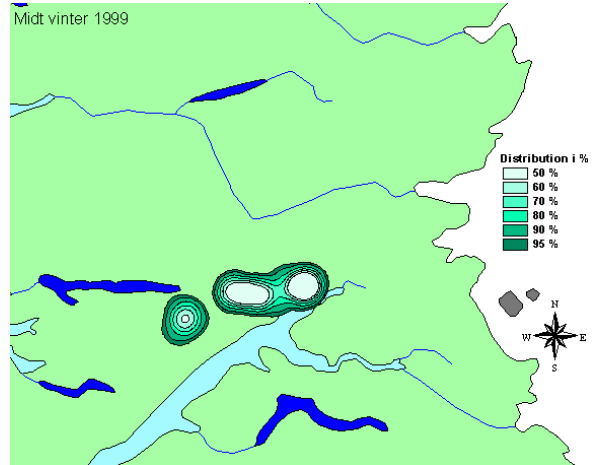 Midt vinter 1999
Distribution i %
50 %
60 %
70 %
80 %
90 %
95 %
N
W E
S